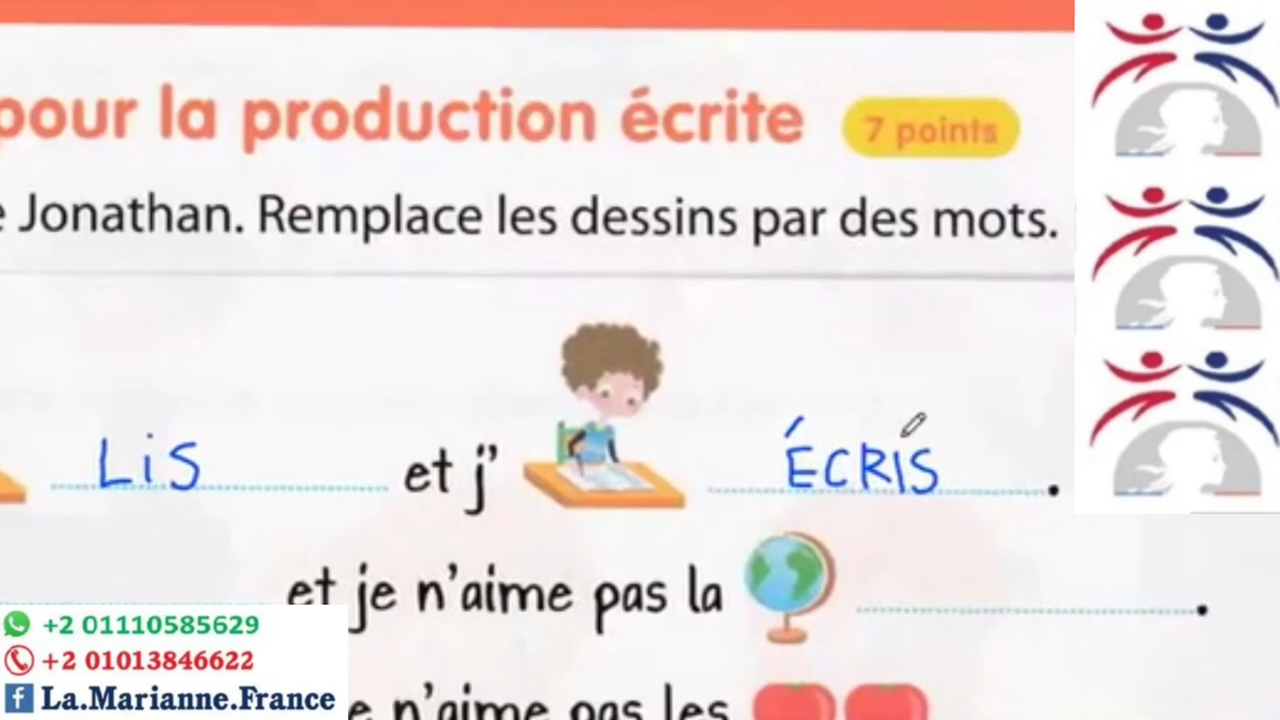 pour la production écrite 7 points
Jonathan. Remplace les dessins par des mots.
Lis et j' ÉCRIS .
et je n'aime pas la .
+2 01110585629
+2 01013846622
La.Marianne.France
n'aime pas les